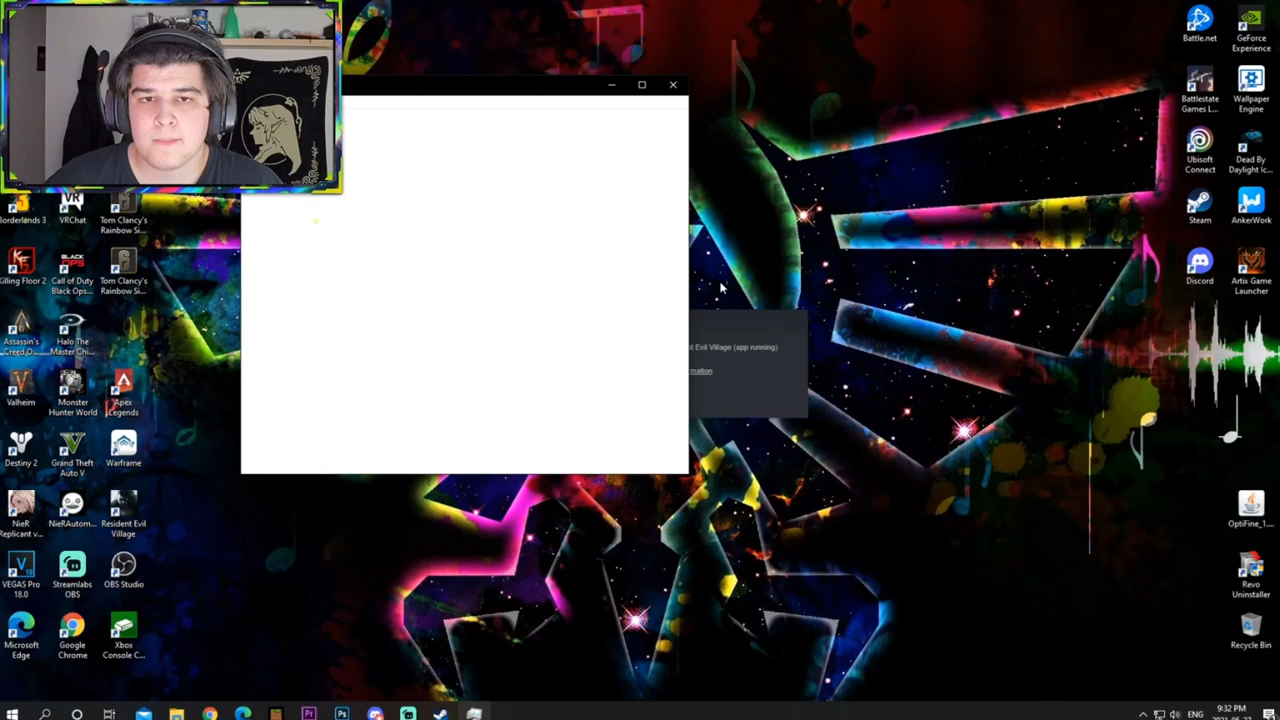 Battle.net
GeForce
Experience
Battlestate
Games L...
Wallpaper
Engine
Ubisoft
Connect
Dead By
Daylight Ic...
Borderlands 3
VRChat
Tom Clancy's
Rainbow Si...
Steam
AnkerWork
Killing Floor 2
Call of Duty
Black Ops...
Tom Clancy's
Rainbow Si...
Discord
Artix Game
Launcher
Assassin's
Creed O...
Halo The
Master Chi...
Evil Village (app running)
rmation
Valheim
Monster
Hunter World
Apex
Legends
Destiny 2
Grand Theft
Auto V
Warframe
NieR
Replicant v...
NieRAutom...
Resident Evil
Village
OptiFine_1....
VEGAS Pro
18.0
Streamlabs
OBS
OBS Studio
Revo
Uninstaller
Microsoft
Edge
Google
Chrome
Xbox
Console C...
Recycle Bin
ENG
9:32 PM